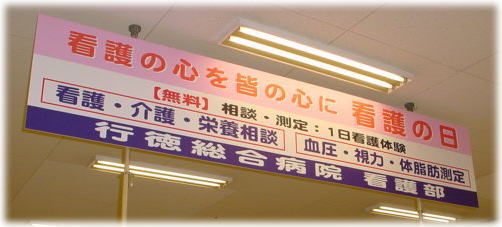 看護の心を皆の心に 看護の日
【無料】 相談・測定：1日看護体験
看護・介護・栄養相談 血圧・視力・体脂肪測定
行徳総合病院 看護部